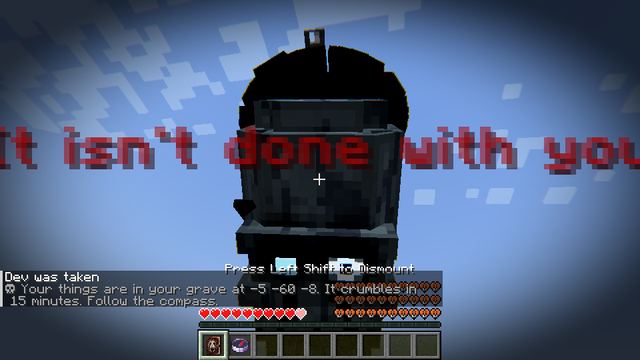 It isn't done with you
Press Left Shift to Dismount
Dev was taken
☠ Your things are in your grave at -5 -60 -8. It crumbles in
15 minutes. Follow the compass.